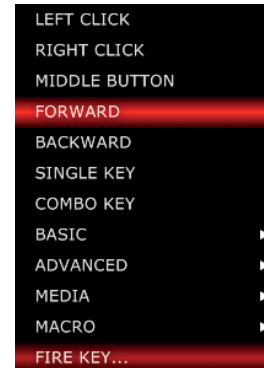 LEFT CLICK
RIGHT CLICK
MIDDLE BUTTON
FORWARD
BACKWARD
SINGLE KEY
COMBO KEY
BASIC
ADVANCED
MEDIA
MACRO
FIRE KEY...